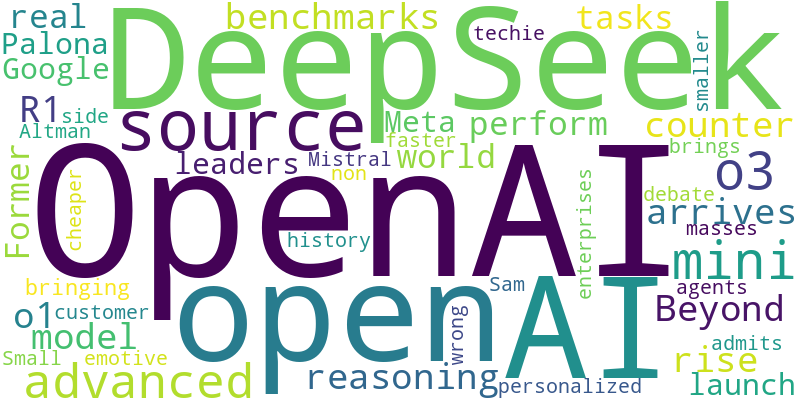 real
benchmarks
DeepSeek
tasks
techie
Palona
Google
smaller
R1
side
Altman
source
Meta
perform
counter
faster
brings
leaders
Mistral
non
world
o3
Former
cheaper
OpenAI
enterprises
debate
arrives
masses
history
mini
bringing
open
AI
Sam
agents
o1
customer
Beyond
model
wrong
admits
Small
emotive
rise
advanced
reasoning
personalized
launch